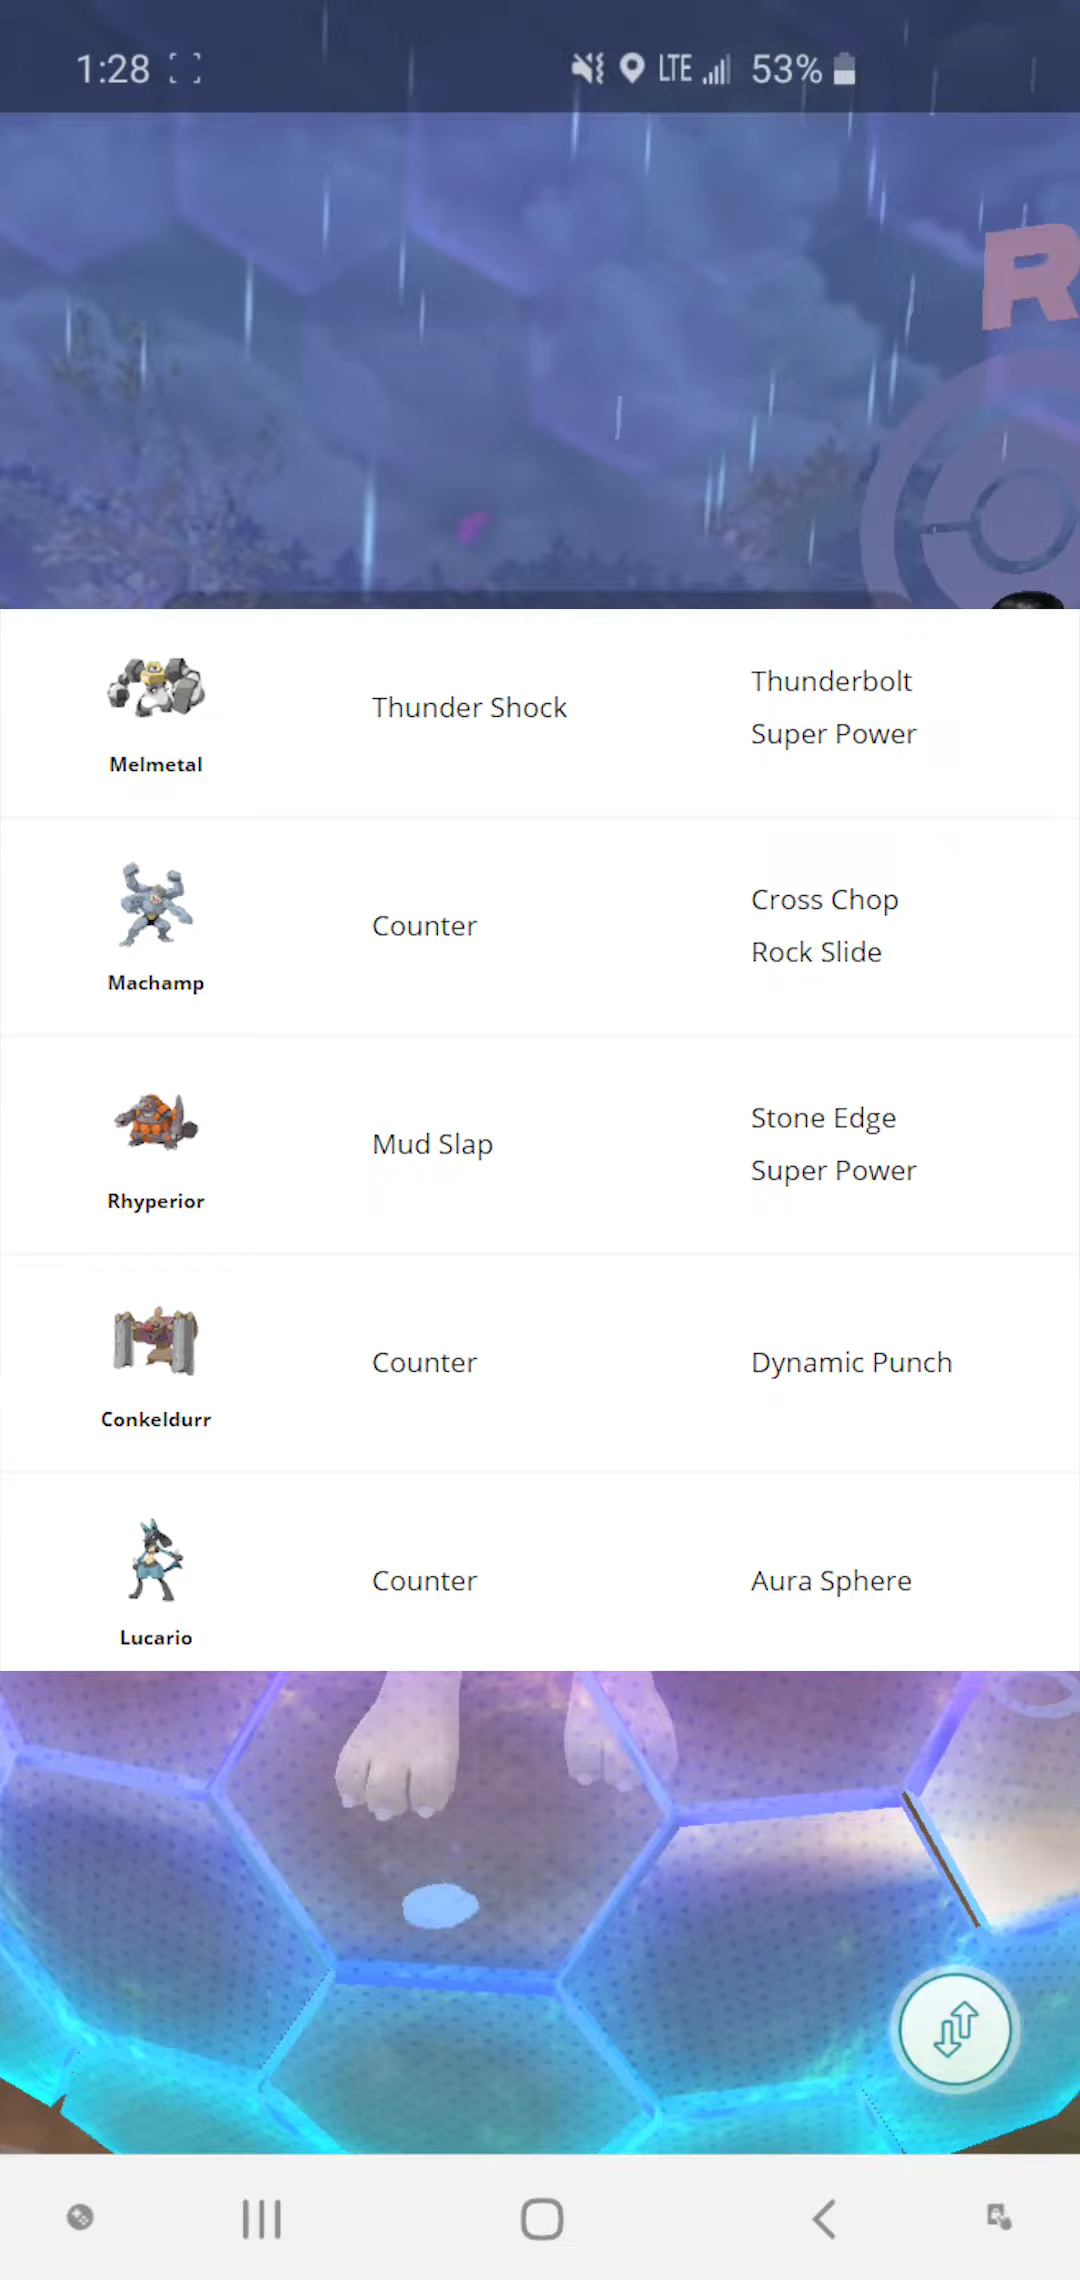 1:28 LTE 53%
R
Thunder Shock
Thunderbolt
Super Power
Melmetal
Counter
Cross Chop
Rock Slide
Machamp
Mud Slap
Stone Edge
Super Power
Rhyperior
Counter
Dynamic Punch
Conkeldurr
Counter
Aura Sphere
Lucario